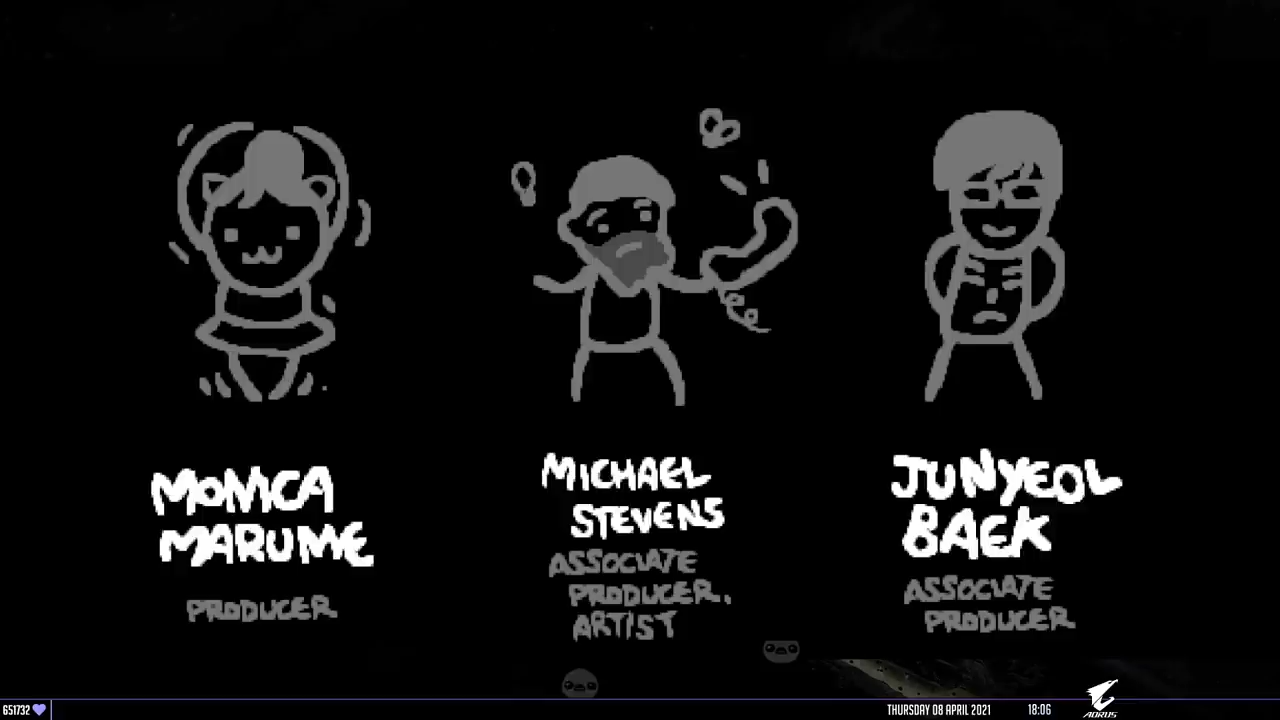 MONICA
MARUME
PRODUCER
MICHAEL
STEVENS
ASSOCIATE
PRODUCER,
ARTIST
JUNYEOL
BAEK
ASSOCIATE
PRODUCER
651732
THURSDAY 08 APRIL 2021
18:06
AORUS